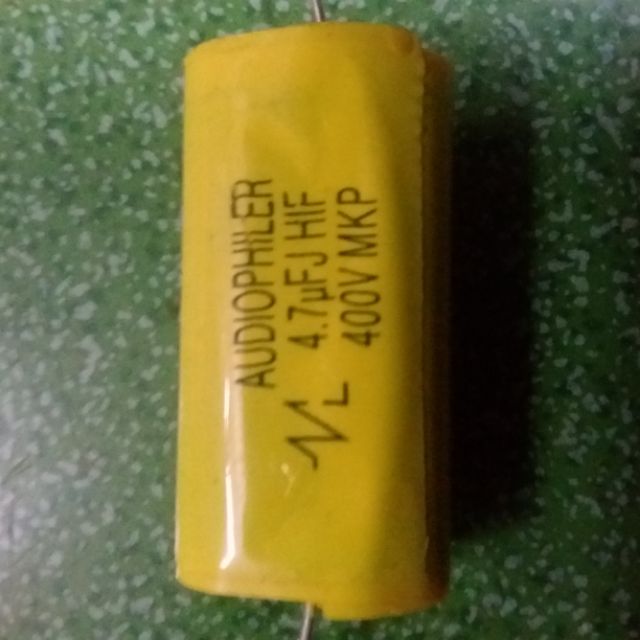 AUDIOPHILER
4.7µFJ HIF
400V MKP